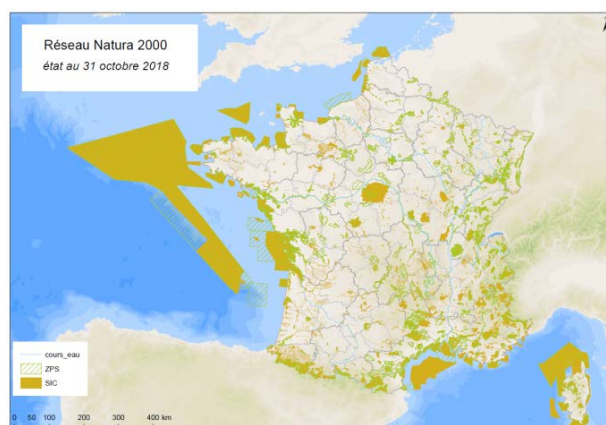 Réseau Natura 2000
état au 31 octobre 2018
cours_eau
ZPS
SIC
0 50 100 200 300 400 km